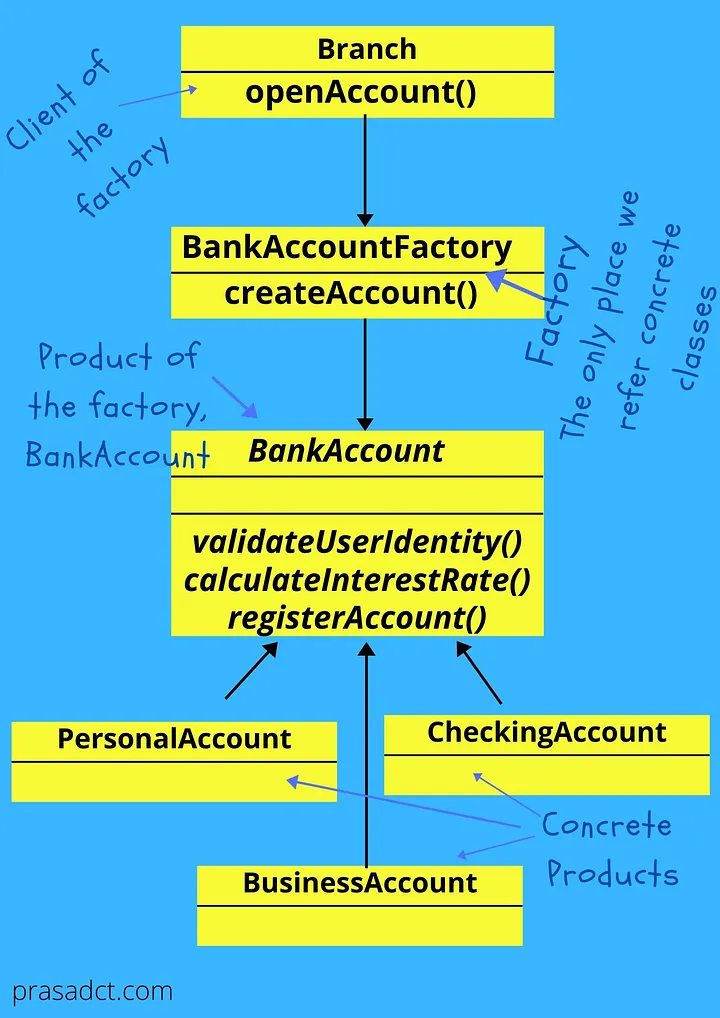 Branch
openAccount()
Client of
the
factory
BankAccountFactory
createAccount()
Factory
The only place we
refer concrete
classes
Product of
the factory,
BankAccount
BankAccount
validateUserIdentity()
calculateInterestRate()
registerAccount()
PersonalAccount
CheckingAccount
Concrete
Products
BusinessAccount
prasadct.com